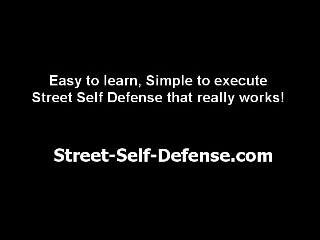 Easy to learn, Simple to execute
Street Self Defense that really works!
Street-Self-Defense.com